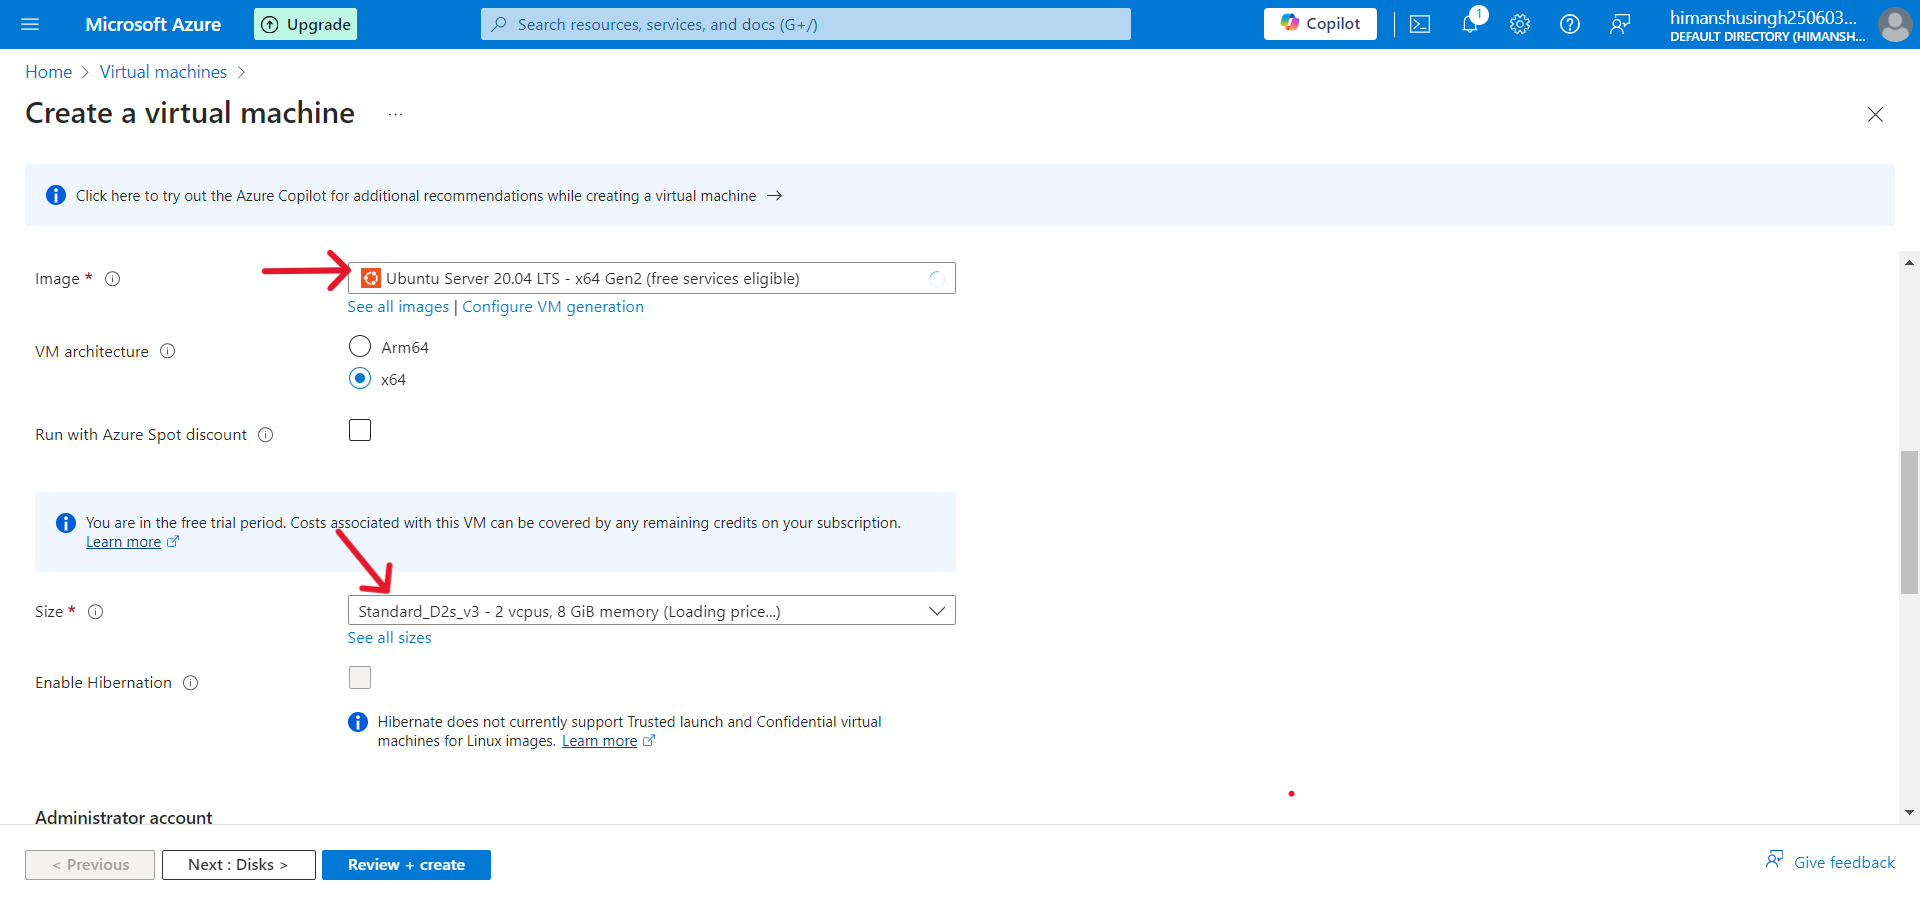 Microsoft Azure
Upgrade
Search resources, services, and docs (G+/)
Copilot
1
himanshusingh250603...
DEFAULT DIRECTORY (HIMANSH...
Home > Virtual machines >
Create a virtual machine ...
Click here to try out the Azure Copilot for additional recommendations while creating a virtual machine →
Image *
Ubuntu Server 20.04 LTS - x64 Gen2 (free services eligible)
See all images | Configure VM generation
VM architecture
Arm64
x64
Run with Azure Spot discount
You are in the free trial period. Costs associated with this VM can be covered by any remaining credits on your subscription.
Learn more
Size *
Standard_D2s_v3 - 2 vcpus, 8 GiB memory (Loading price...)
See all sizes
Enable Hibernation
Hibernate does not currently support Trusted launch and Confidential virtual
machines for Linux images. Learn more
Administrator account
< Previous
Next : Disks >
Review + create
Give feedback